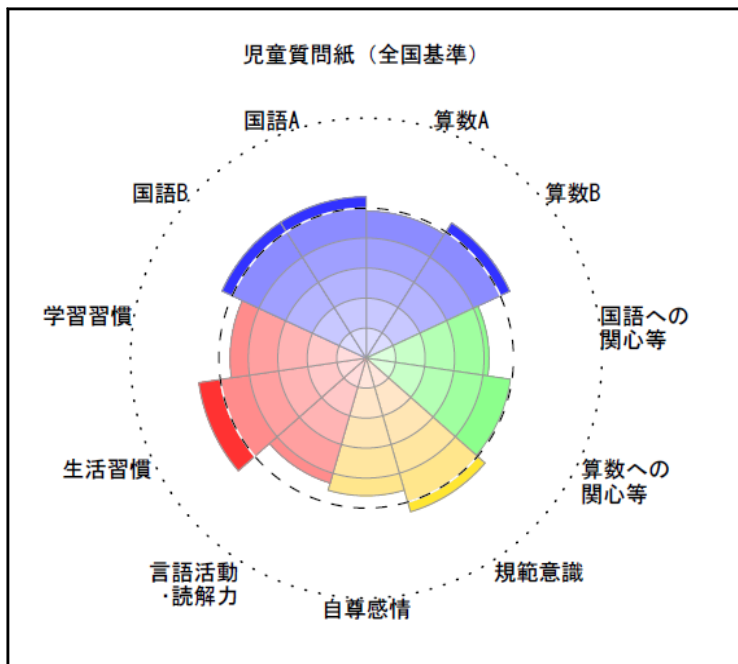 児童質問紙（全国基準）
国語A
算数A
国語B
算数B
学習習慣
国語への
関心等
生活習慣
算数への
関心等
言語活動
・読解力
規範意識
自尊感情